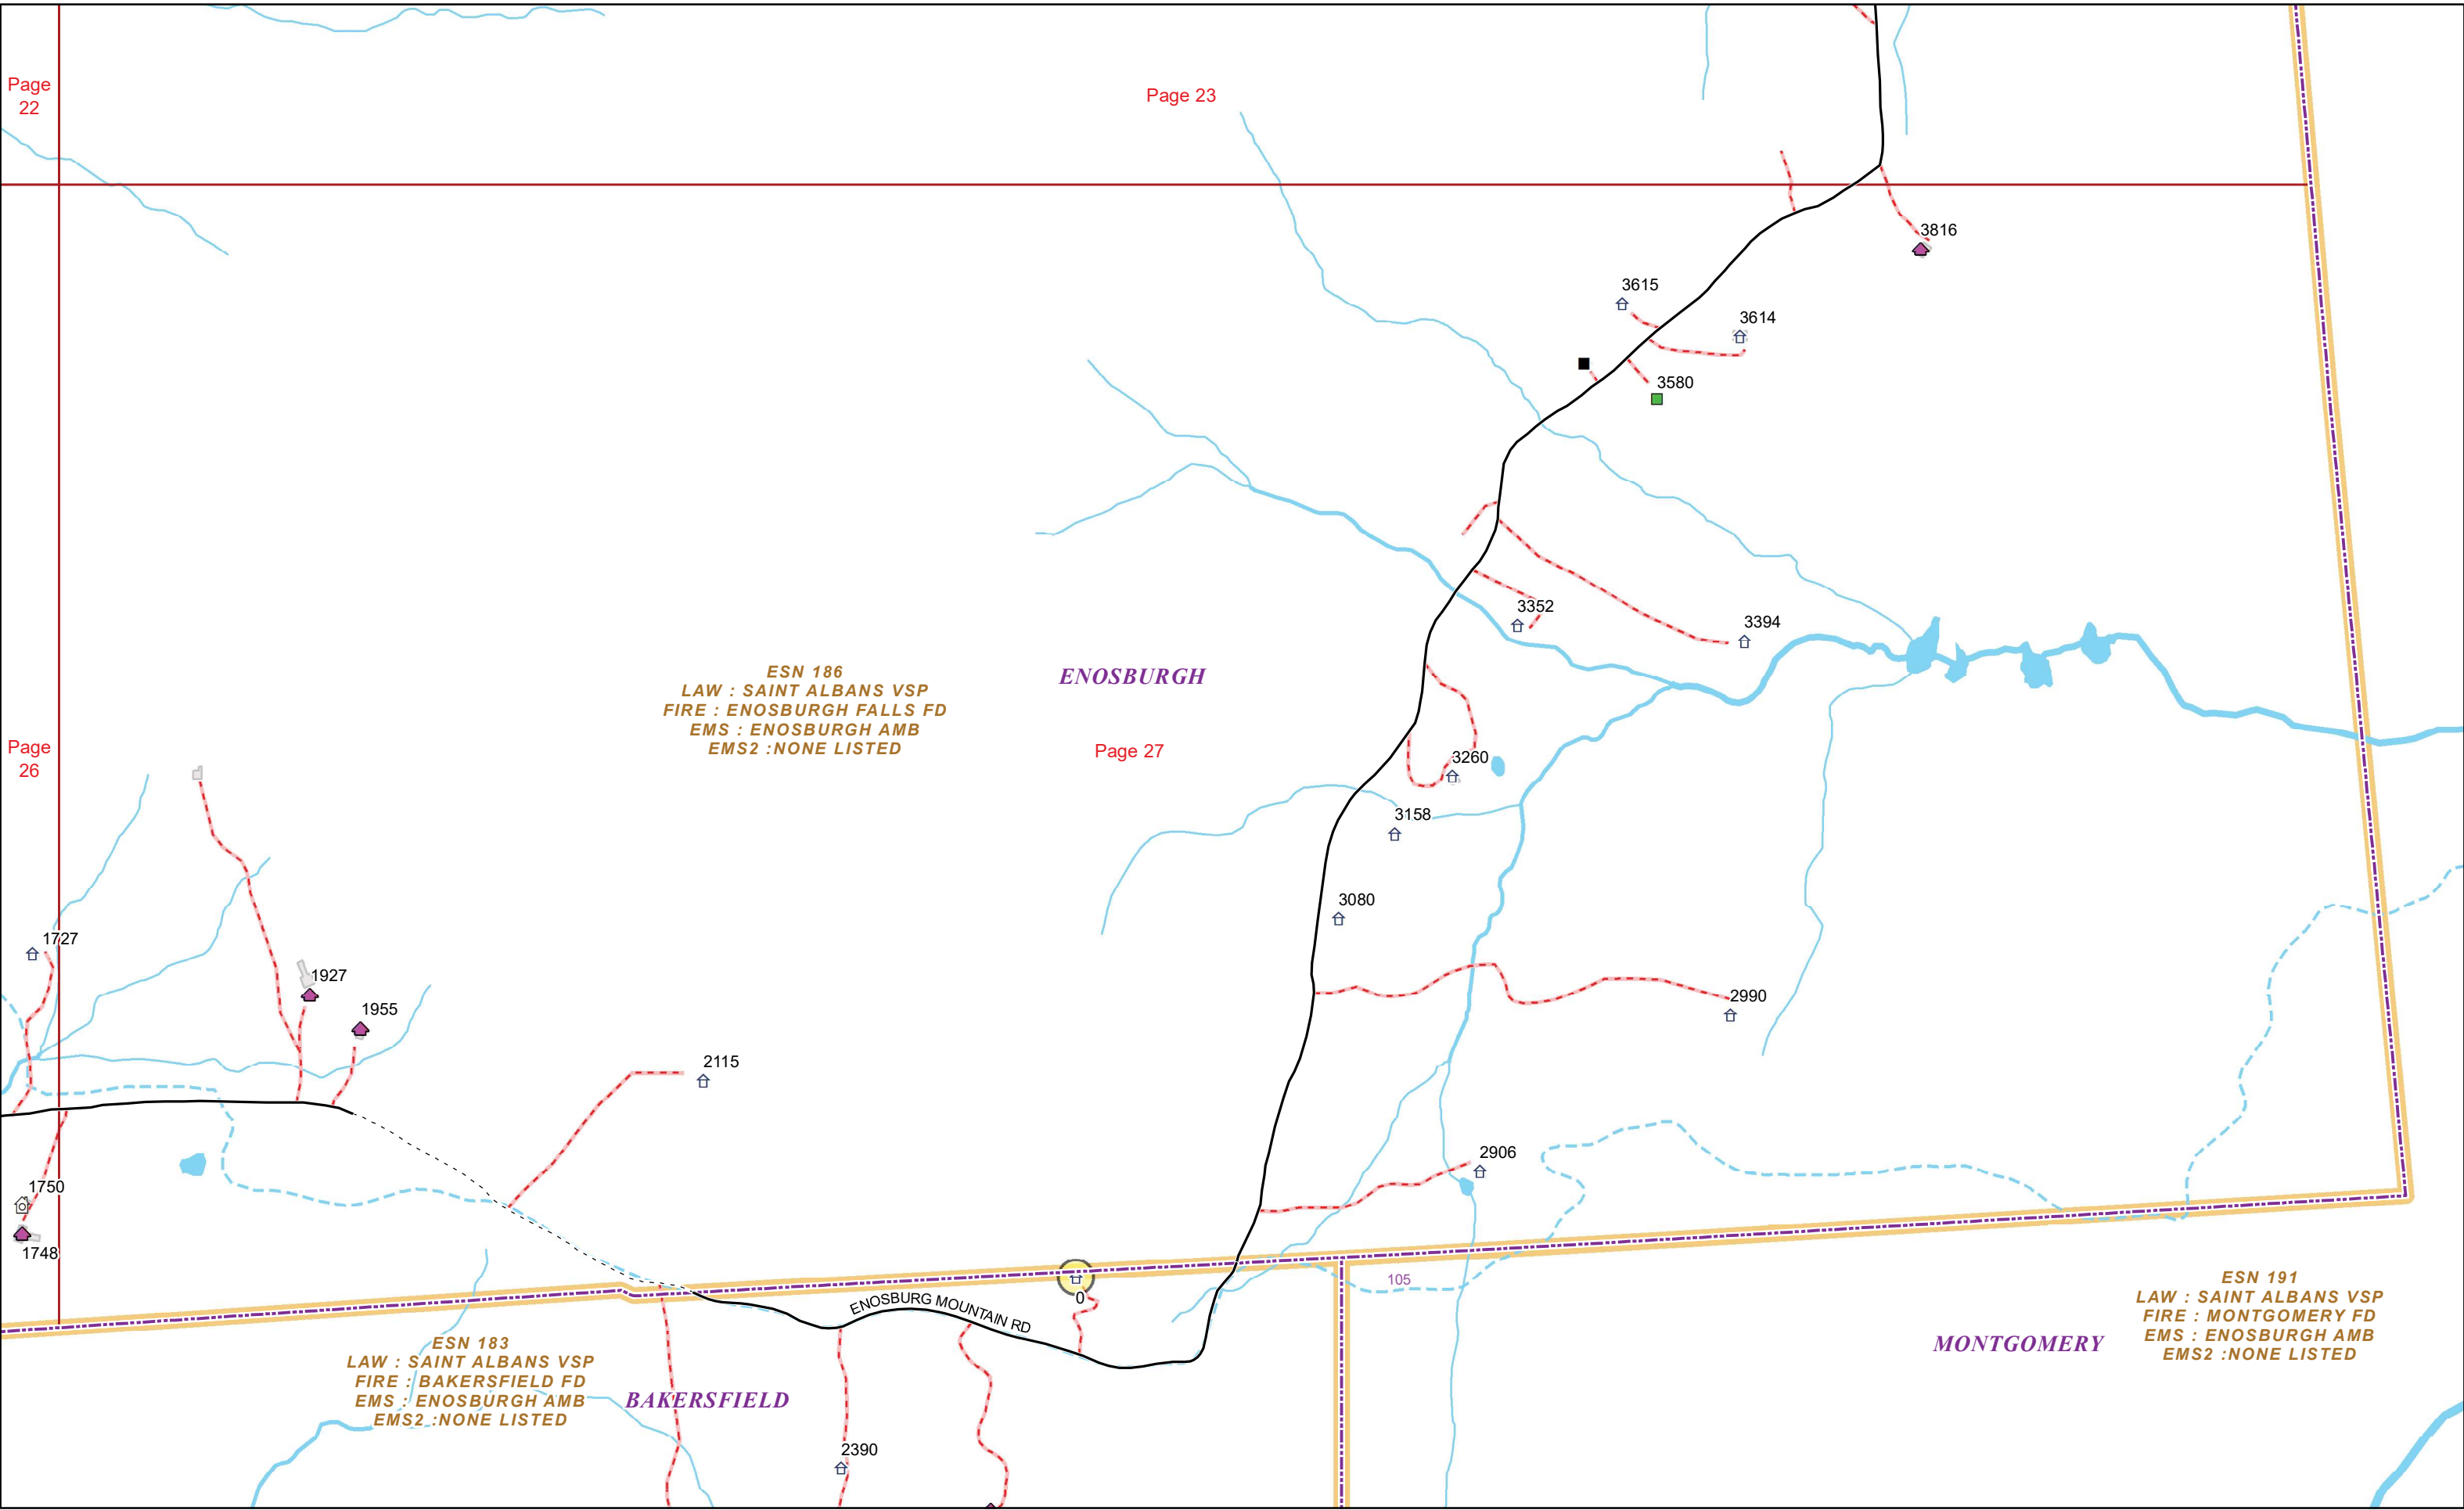 Page
22
Page 23
3816
3615
3614
3580
3352
3394
ESN 186
LAW : SAINT ALBANS VSP
FIRE : ENOSBURGH FALLS FD
EMS : ENOSBURGH AMB
EMS2 :NONE LISTED
ENOSBURGH
Page
26
Page 27
3260
3158
3080
1727
1927
1955
2990
2115
2906
1750
1748
0
105
ENOSBURG MOUNTAIN RD
ESN 191
LAW : SAINT ALBANS VSP
FIRE : MONTGOMERY FD
EMS : ENOSBURGH AMB
EMS2 :NONE LISTED
MONTGOMERY
ESN 183
LAW : SAINT ALBANS VSP
FIRE : BAKERSFIELD FD
EMS : ENOSBURGH AMB
EMS2 :NONE LISTED
BAKERSFIELD
2390